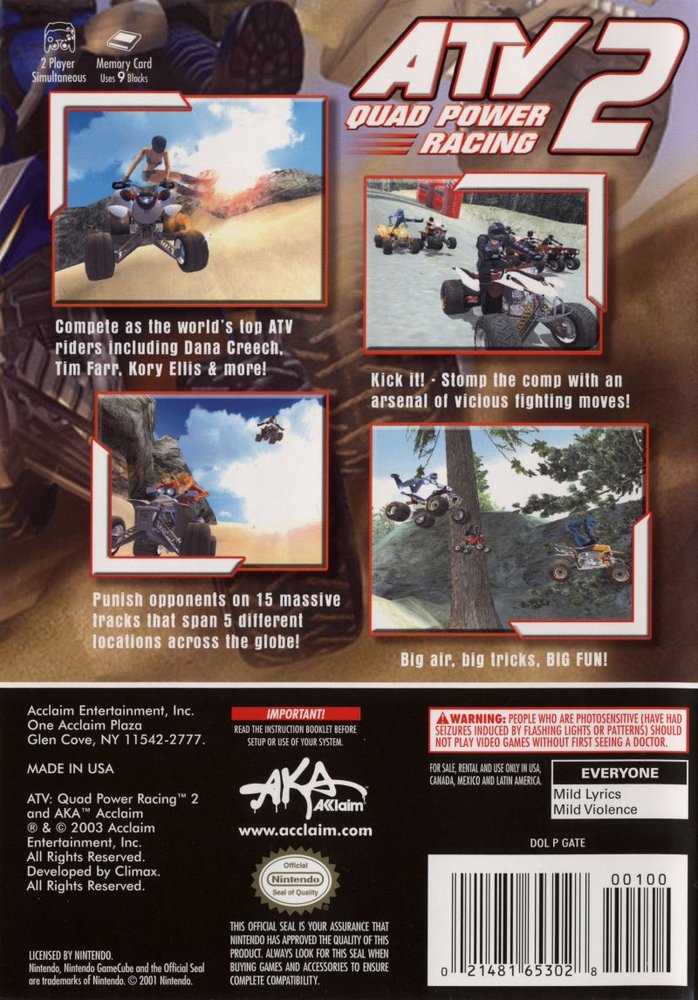 2 Player
Simultaneous
Memory Card
Uses 9 Blocks
ATV 2
QUAD POWER
RACING
Compete as the world's top ATV
riders including Dana Creech,
Tim Farr, Kory Ellis & more!
Kick it! - Stomp the comp with an
arsenal of vicious fighting moves!
Punish opponents on 15 massive
tracks that span 5 different
locations across the globe!
Big air, big tricks, BIG FUN!
Acclaim Entertainment, Inc.
One Acclaim Plaza
Glen Cove, NY 11542-2777.
MADE IN USA
ATV: Quad Power Racing™ 2
and AKA™ Acclaim
® & © 2003 Acclaim
Entertainment, Inc.
All Rights Reserved.
Developed by Climax.
All Rights Reserved.
LICENSED BY NINTENDO.
Nintendo, Nintendo GameCube and the Official Seal
are trademarks of Nintendo. © 2001 Nintendo.
IMPORTANT!
READ THE INSTRUCTION BOOKLET BEFORE
SETUP OR USE OF YOUR SYSTEM.
AKA
Acclaim
www.acclaim.com
Official
Nintendo
Seal of Quality
THIS OFFICIAL SEAL IS YOUR ASSURANCE THAT
NINTENDO HAS APPROVED THE QUALITY OF THIS
PRODUCT. ALWAYS LOOK FOR THIS SEAL WHEN
BUYING GAMES AND ACCESSORIES TO ENSURE
COMPLETE COMPATIBILITY.
WARNING: PEOPLE WHO ARE PHOTOSENSITIVE (HAVE HAD
SEIZURES INDUCED BY FLASHING LIGHTS OR PATTERNS) SHOULD
NOT PLAY VIDEO GAMES WITHOUT FIRST SEEING A DOCTOR.
FOR SALE, RENTAL AND USE ONLY IN USA,
CANADA, MEXICO AND LATIN AMERICA.
EVERYONE
Mild Lyrics
Mild Violence
DOL P GATE
00100
0 21481 65302 8